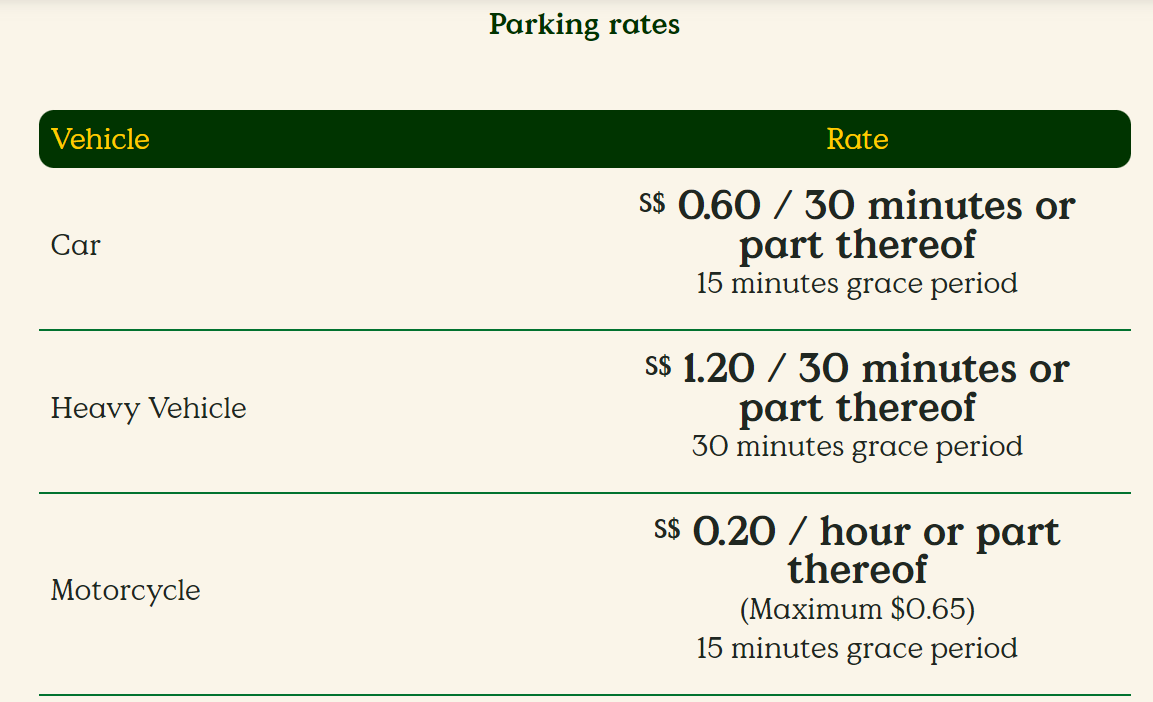 Parking rates
Vehicle Rate
S$ 0.60 / 30 minutes or
part thereof
Car
15 minutes grace period
S$ 1.20 / 30 minutes or
part thereof
Heavy Vehicle
30 minutes grace period
S$ 0.20 / hour or part
thereof
Motorcycle
(Maximum $0.65)
15 minutes grace period